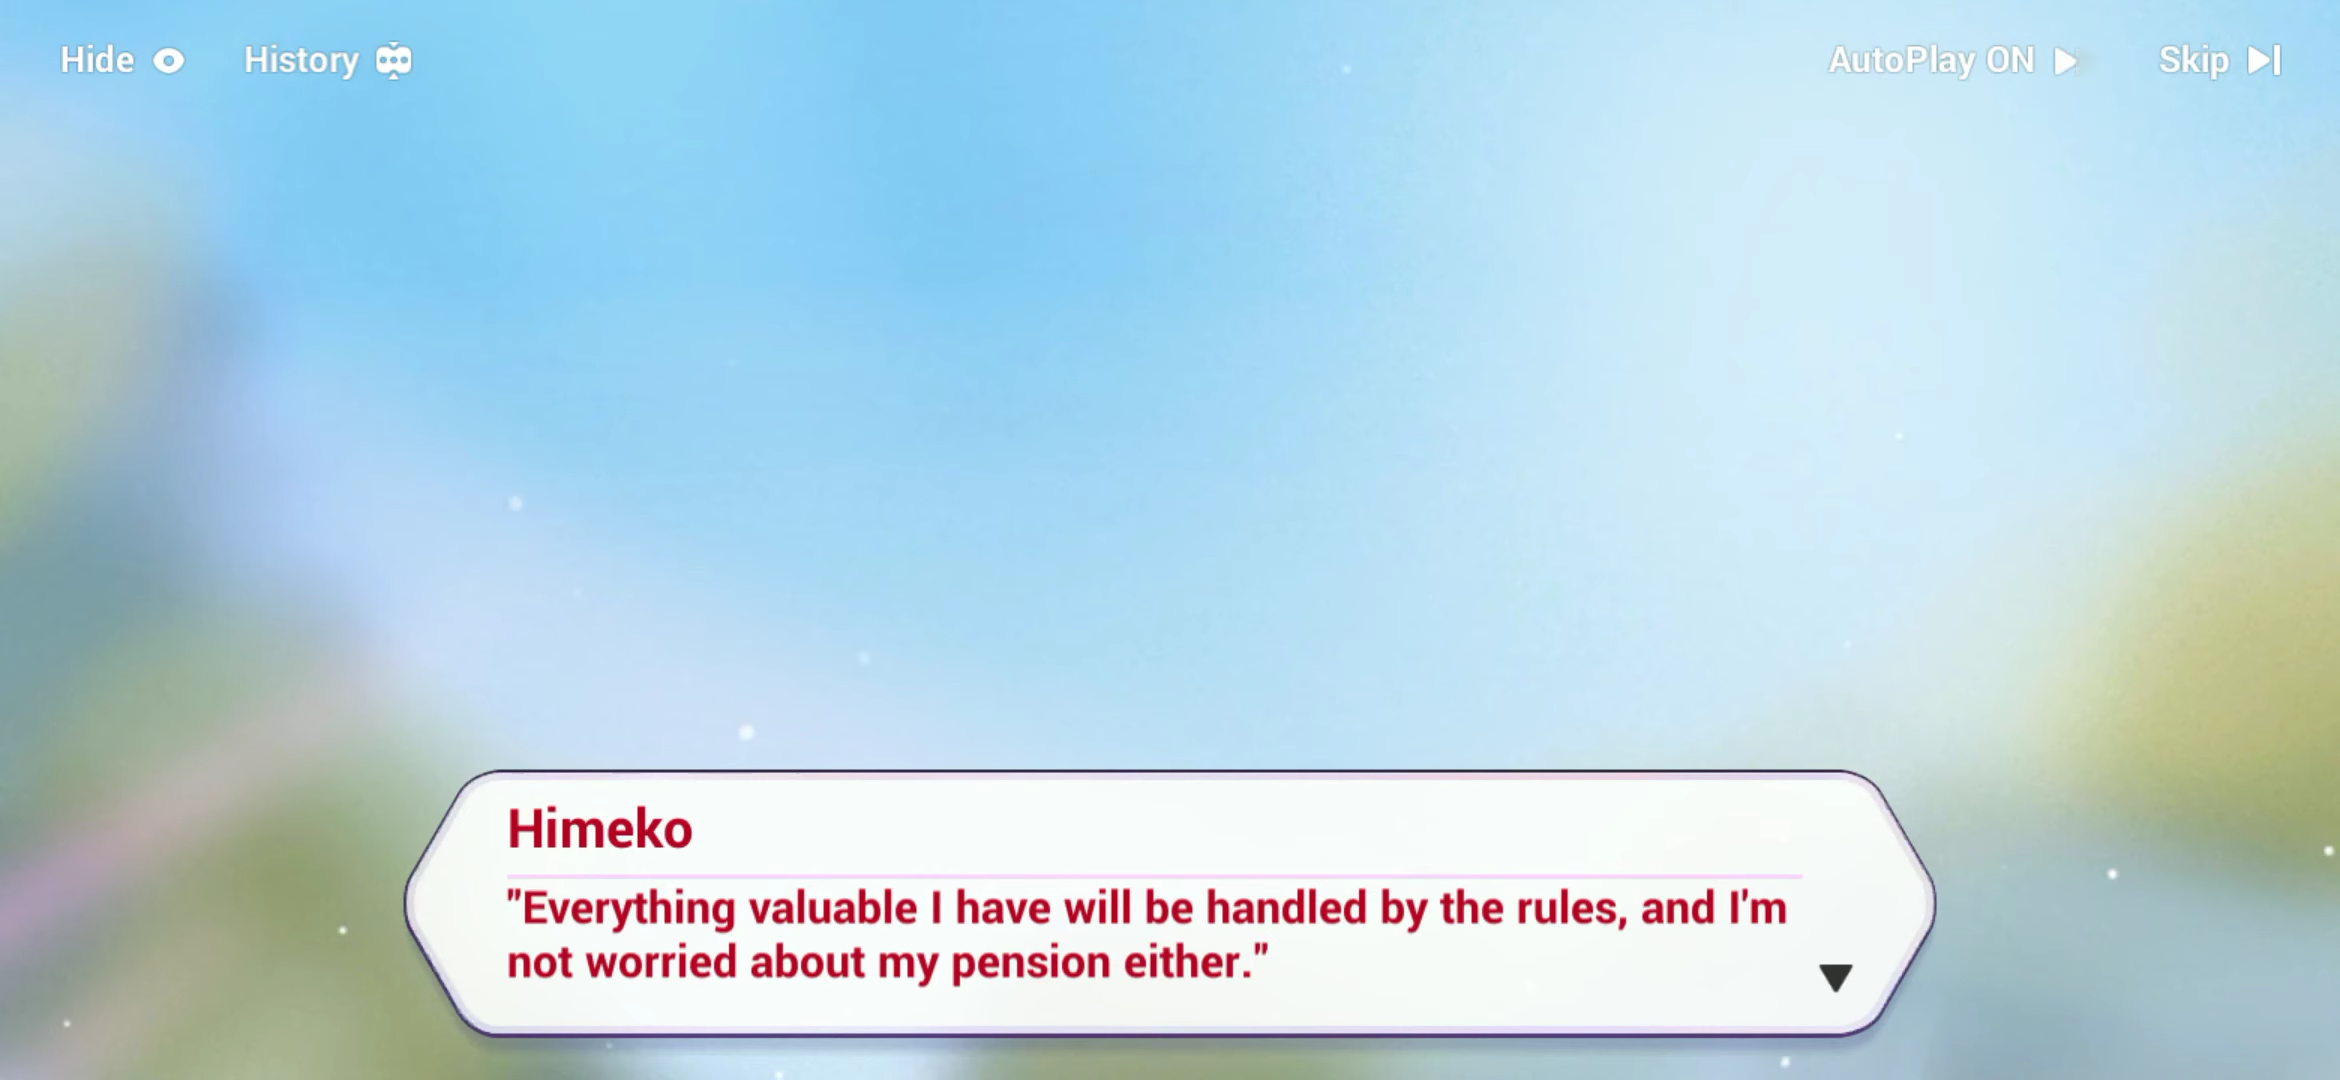 Hide
History
AutoPlay ON
Skip
Himeko
"Everything valuable I have will be handled by the rules, and I'm
not worried about my pension either."